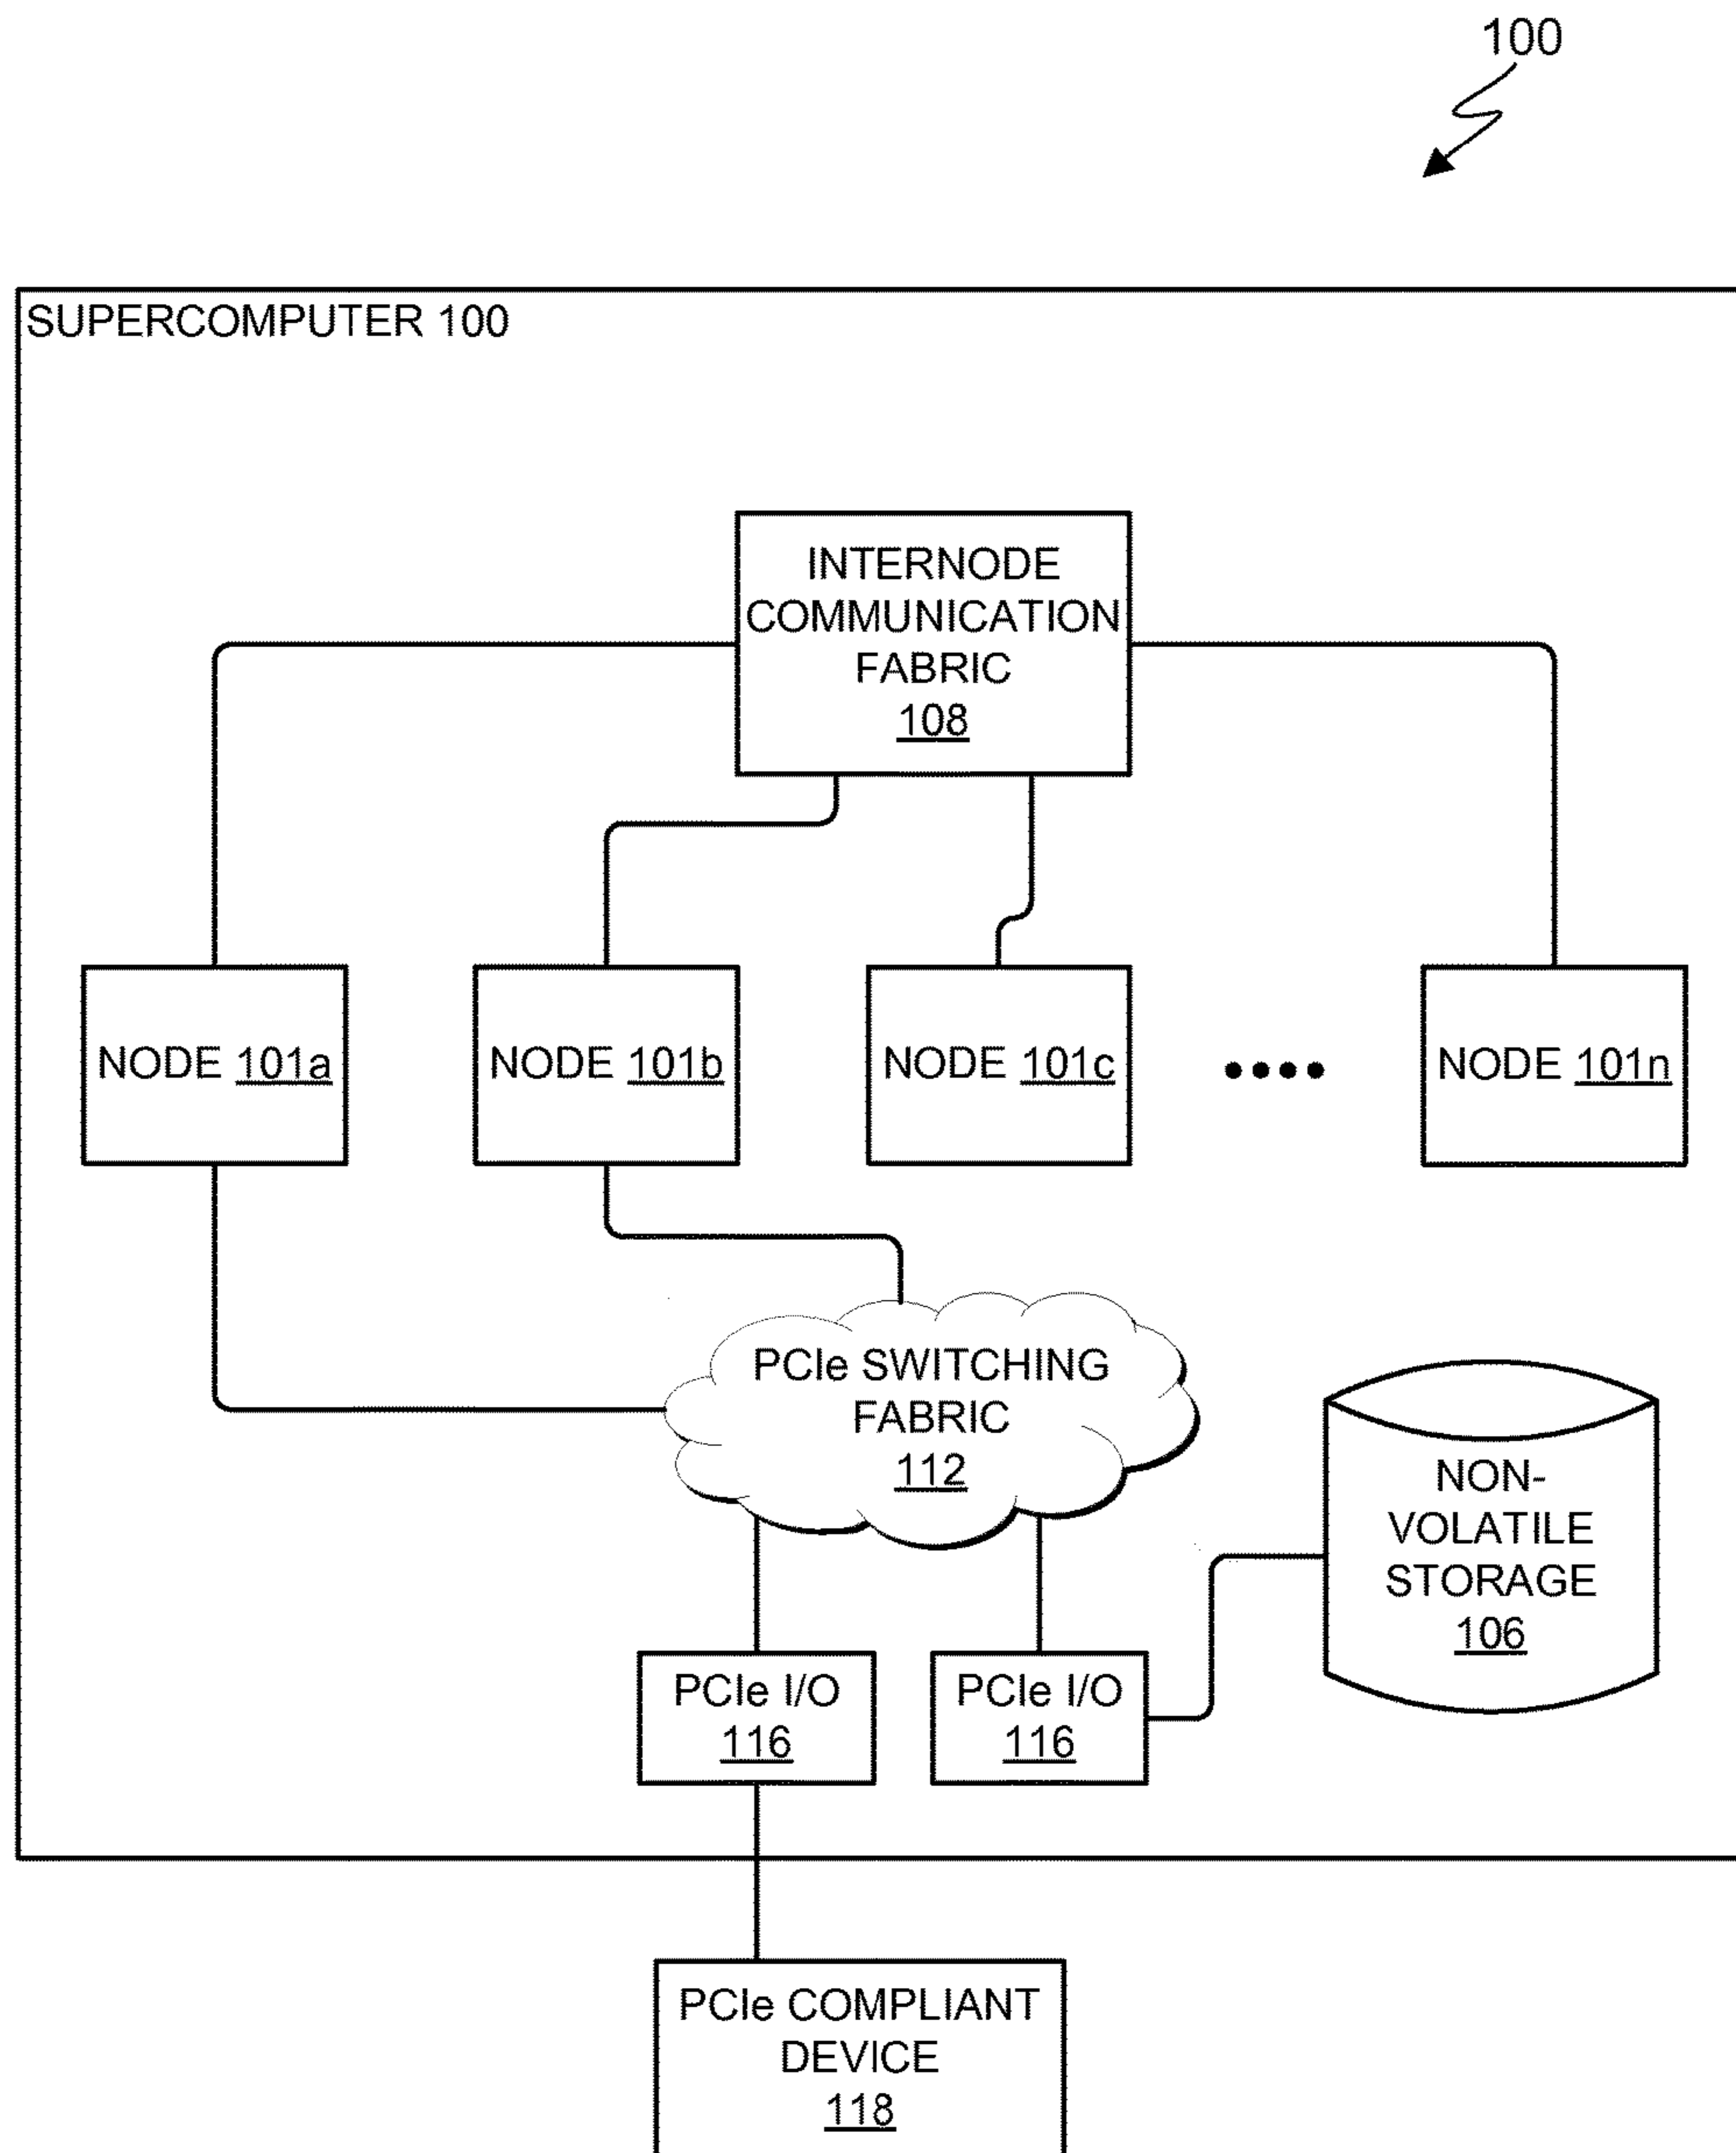 100
SUPERCOMPUTER 100
INTERNODE
COMMUNICATION
FABRIC
108
NODE 101a
NODE 101b
NODE 101c
NODE 101n
PCIe SWITCHING
FABRIC
112
NON-
VOLATILE
STORAGE
106
PCIe I/O
116
PCIe I/O
116
PCIe COMPLIANT
DEVICE
118